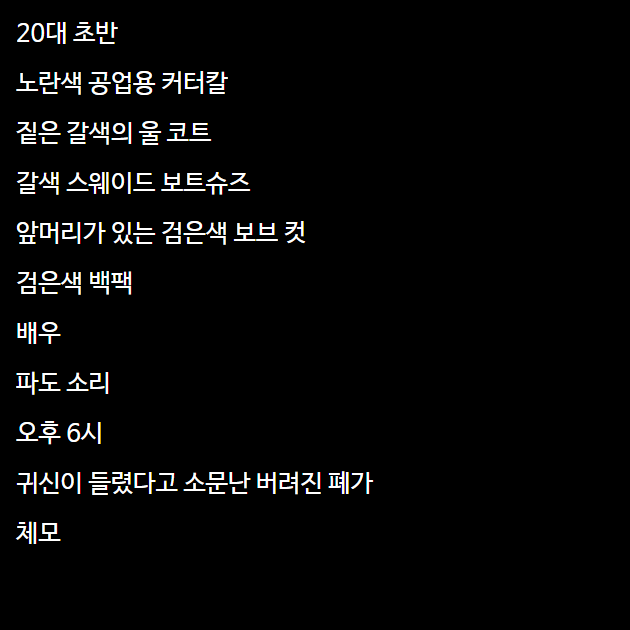 20대 초반
노란색 공업용 커터칼
짙은 갈색의 울 코트
갈색 스웨이드 보트슈즈
앞머리가 있는 검은색 보브 컷
검은색 백팩
배우
파도 소리
오후 6시
귀신이 들렸다고 소문난 버려진 폐가
체모